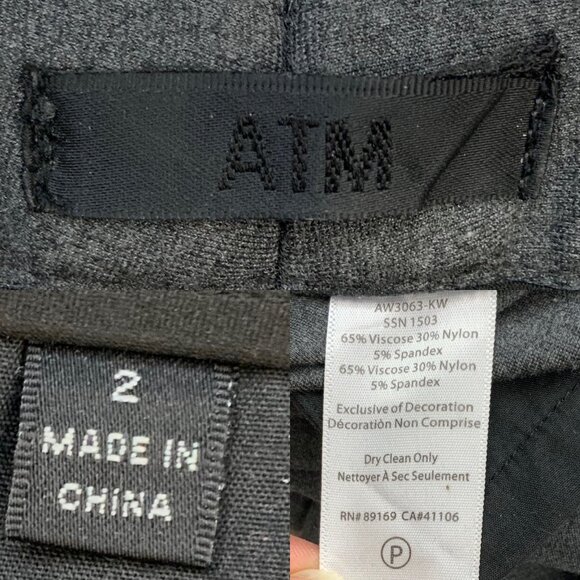 ATM
2
MADE IN
CHINA
AW3063-KW
SSN 1503
65% Viscose 30% Nylon
5% Spandex
65% Viscose 30% Nylon
5% Spandex
Exclusive of Decoration
Décoration Non Comprise
Dry Clean Only
Nettoyer À Sec Seulement
RN# 89169 CA#41106
P